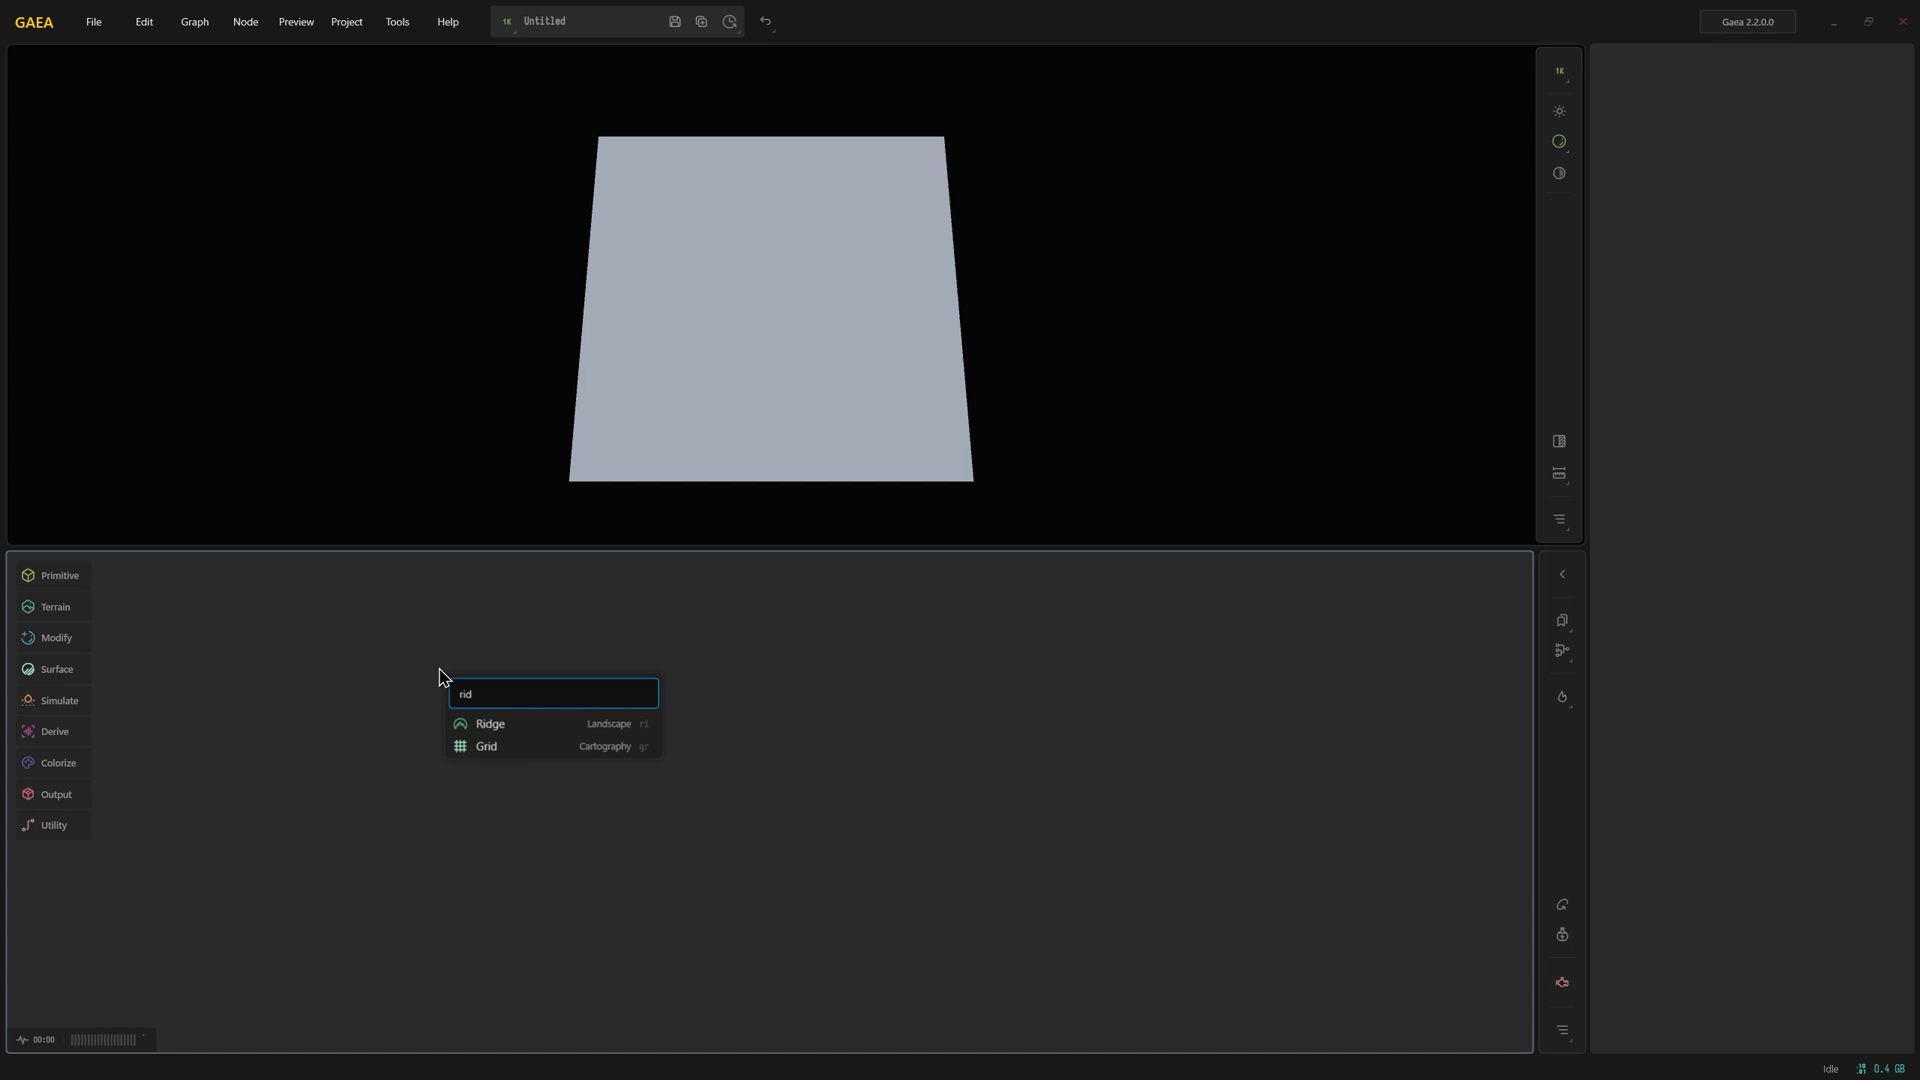 GAEA File Edit Graph Node Preview Project Tools Help 1K Untitled Gaea 2.2.0.0
1K
Primitive
Terrain
Modify
Surface
Simulate
Derive
Colorize
Output
Utility
rid
Ridge Landscape ri
Grid Cartography gr
00:00
Idle 0.4 GB